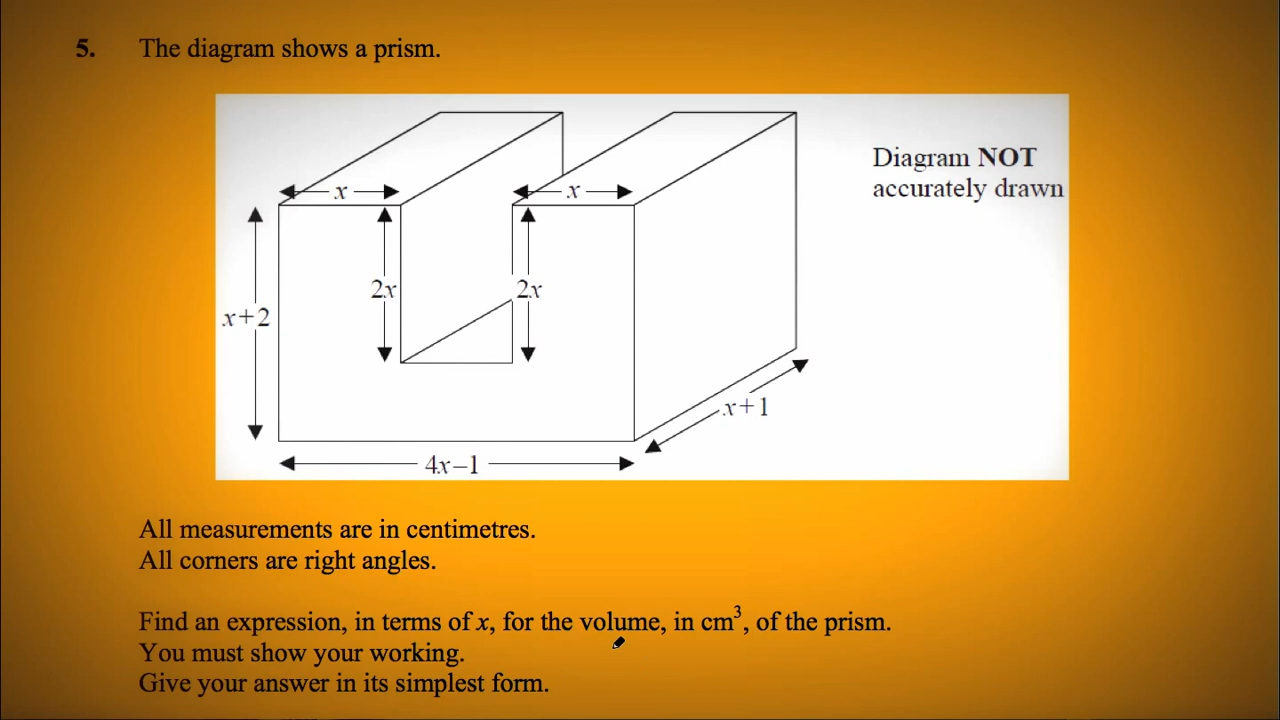 5. The diagram shows a prism.
Diagram NOT
accurately drawn
x
x
2x
2x
x+2
x+1
4x–1
All measurements are in centimetres.
All corners are right angles.
Find an expression, in terms of x, for the volume, in cm³, of the prism.
You must show your working.
Give your answer in its simplest form.